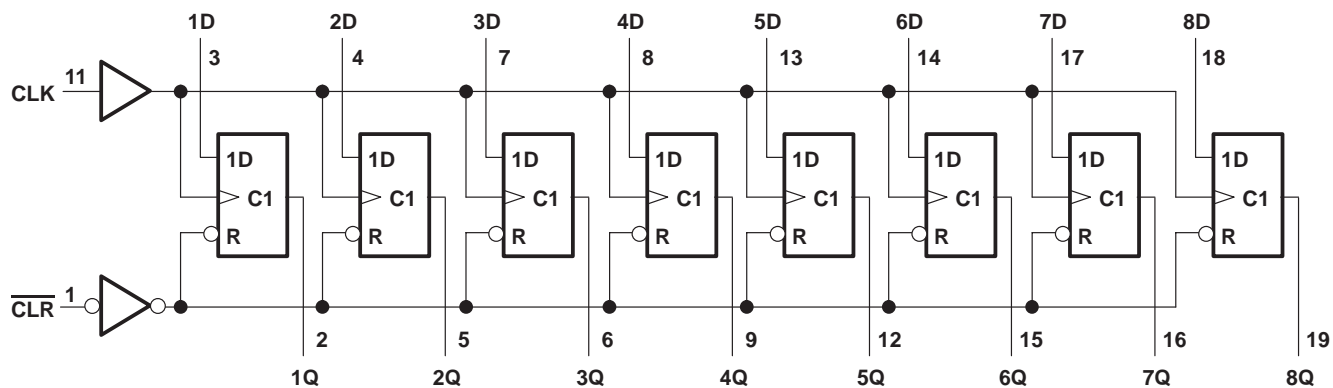 1D 2D 3D 4D 5D 6D 7D 8D
3 4 7 8 13 14 17 18
CLK 11
1D 1D 1D 1D 1D 1D 1D 1D
C1 C1 C1 C1 C1 C1 C1 C1
R R R R R R R R
CLR 1
2 5 6 9 12 15 16 19
1Q 2Q 3Q 4Q 5Q 6Q 7Q 8Q